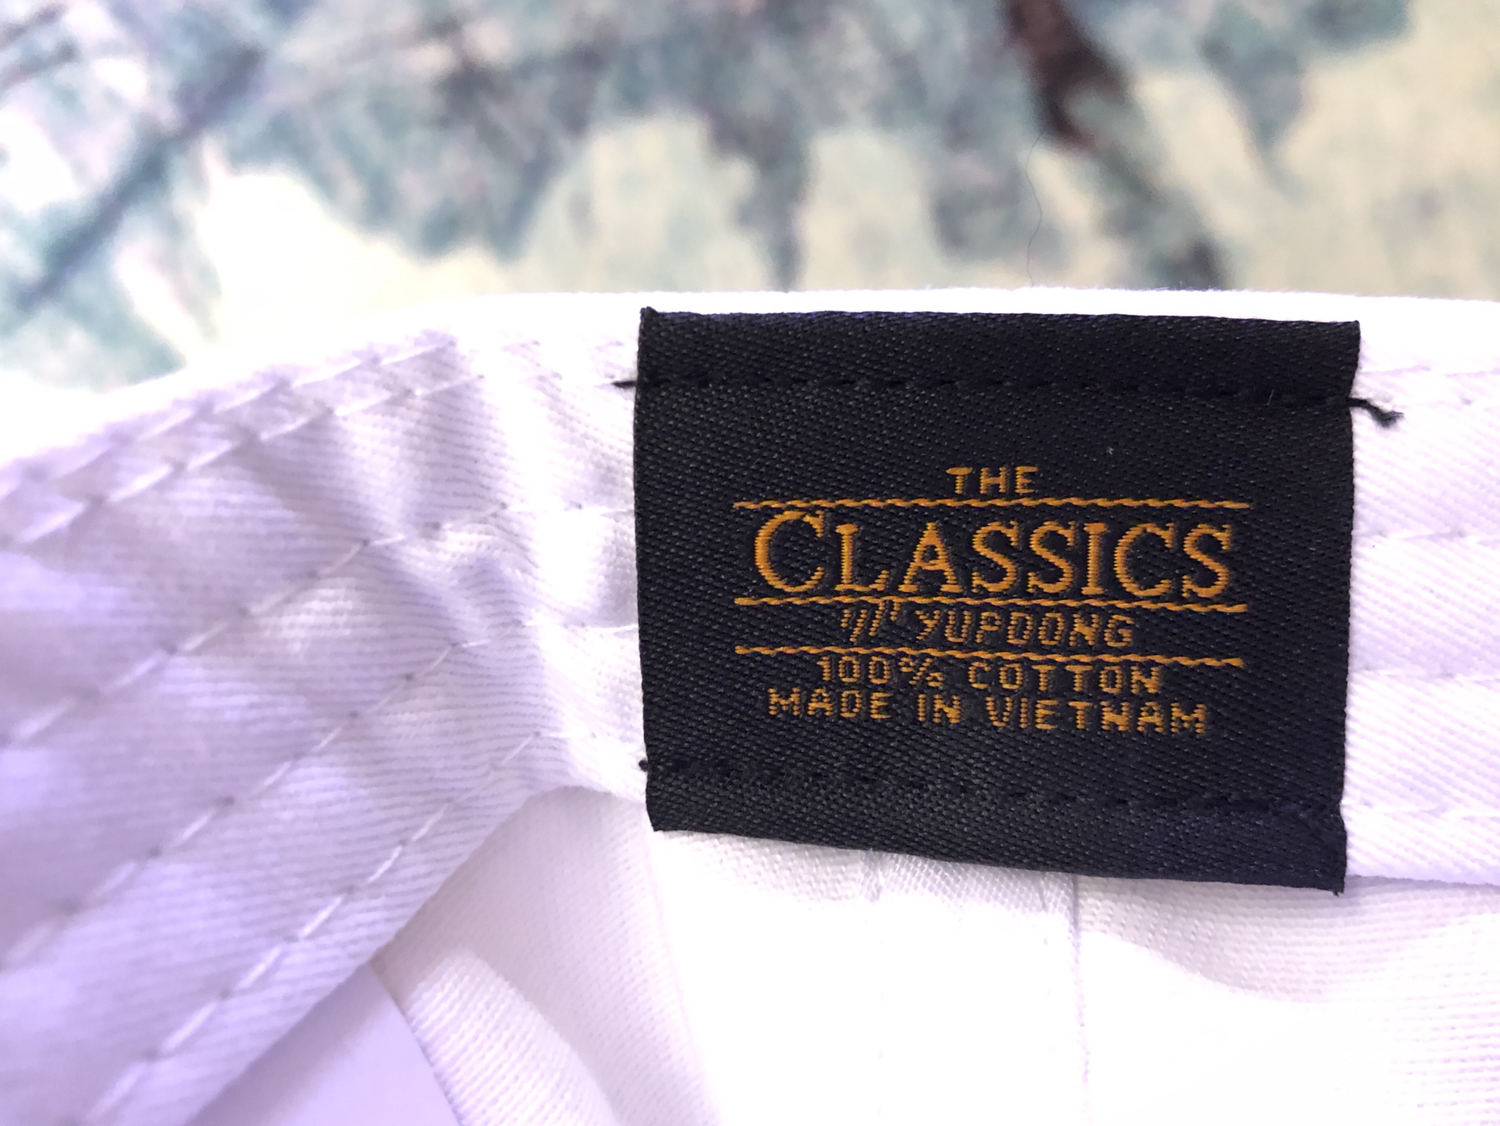 THE
CLASSICS
YUPOONG
100% COTTON
MADE IN VIETNAM